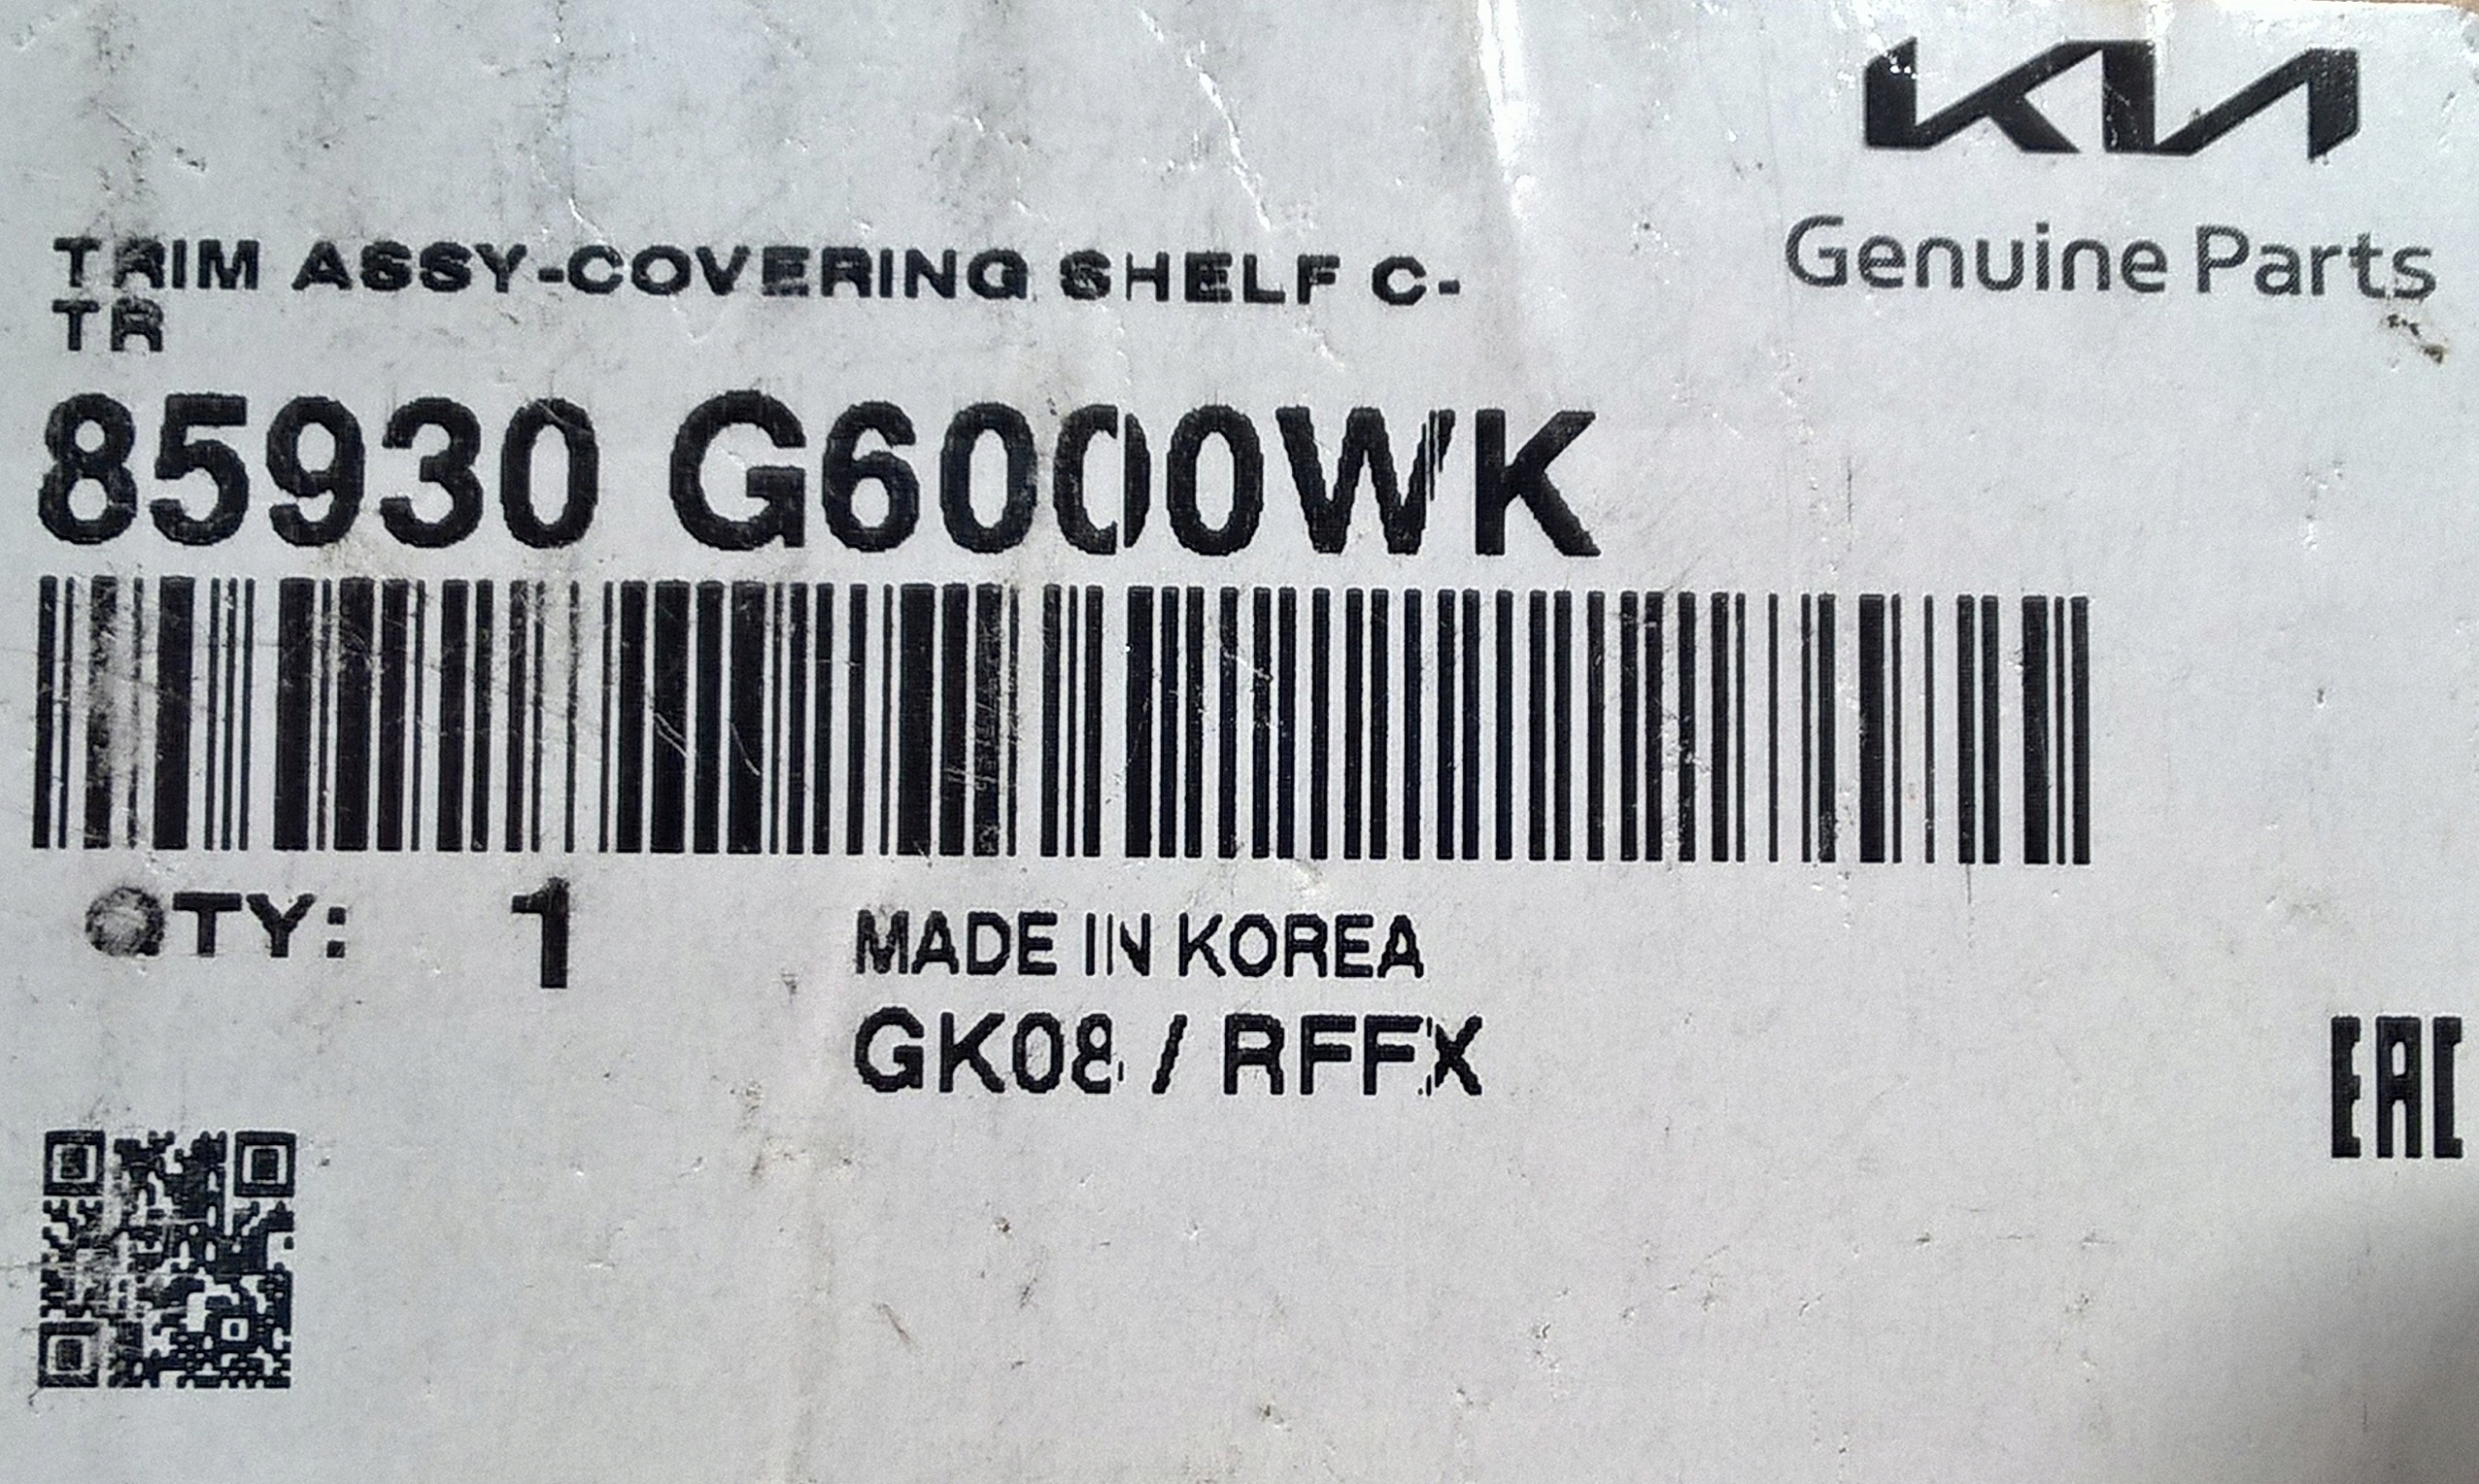 KIA
Genuine Parts
TRIM ASSY-COVERING SHELF C-
TR
85930 G6000WK
QTY: 1
MADE IN KOREA
GK08 / RFFX
EAC